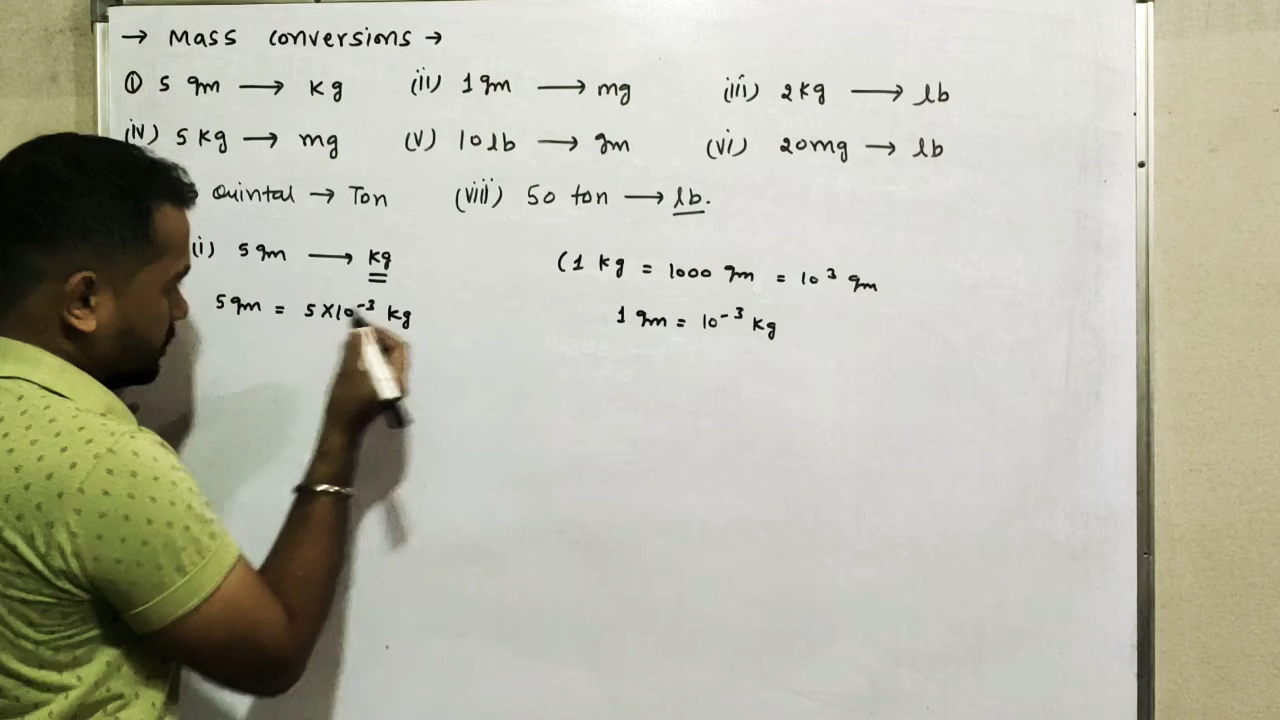 → Mass conversions →
① 5 gm → kg (ii) 1 gm → mg (iii) 2 kg → lb
(iv) 5 kg → mg (v) 10 lb → gm (vi) 20 mg → lb
Quintal → Ton (viii) 50 ton → lb.
(i) 5 gm → kg (1 kg = 1000 gm = 10³ gm
5 gm = 5×10⁻³ kg 1 gm = 10⁻³ kg